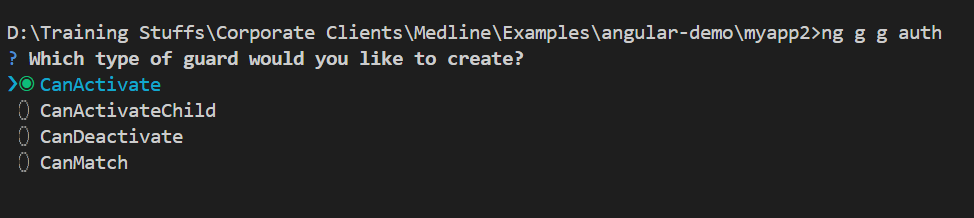 D:\Training Stuffs\Corporate Clients\Medline\Examples\angular-demo\myapp2>ng g g auth
? Which type of guard would you like to create?
❯◉ CanActivate
◯ CanActivateChild
◯ CanDeactivate
◯ CanMatch